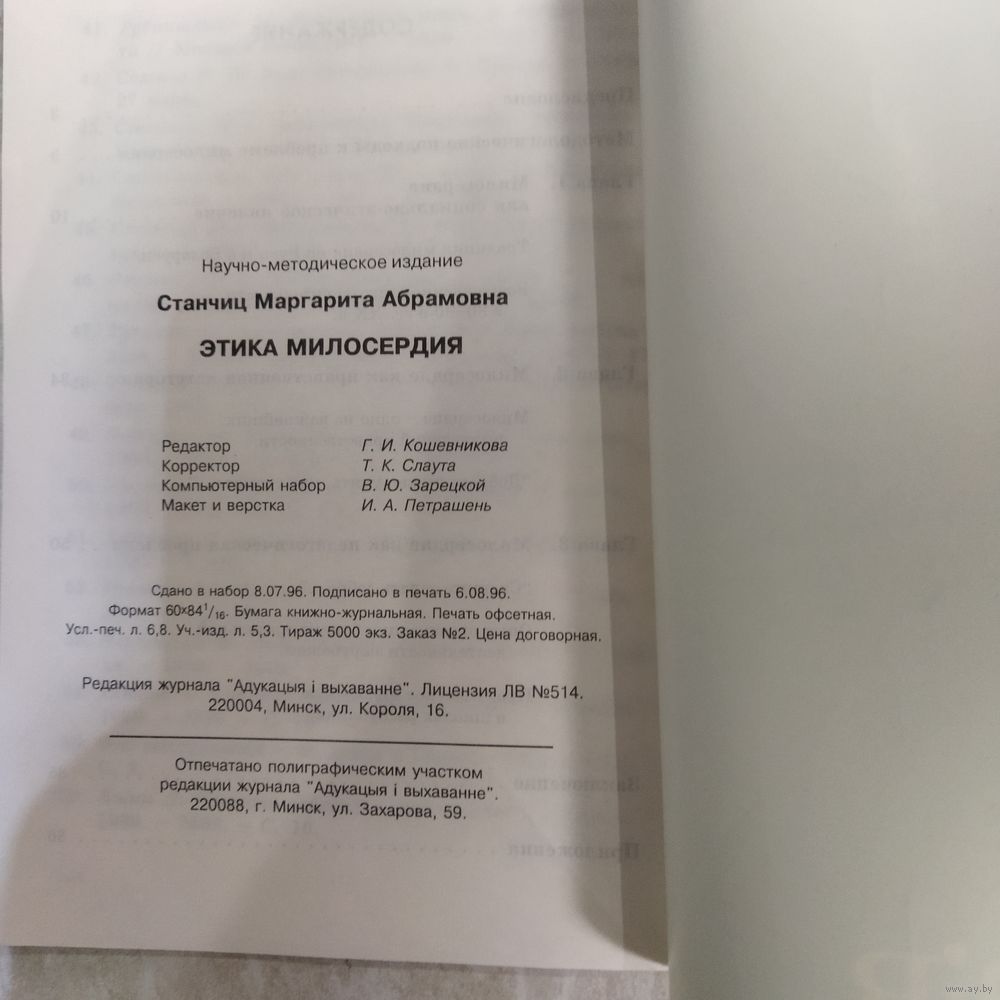 Научно-методическое издание
Станчиц Маргарита Абрамовна
ЭТИКА МИЛОСЕРДИЯ
Редактор Г. И. Кошевникова
Корректор Т. К. Слаута
Компьютерный набор В. Ю. Зарецкой
Макет и верстка И. А. Петрашень
Сдано в набор 8.07.96. Подписано в печать 6.08.96.
Формат 60×84¹/₁₆. Бумага книжно-журнальная. Печать офсетная.
Усл.-печ. л. 6,8. Уч.-изд. л. 5,3. Тираж 5000 экз. Заказ №2. Цена договорная.
Редакция журнала "Адукацыя і выхаванне". Лицензия ЛВ №514.
220004, Минск, ул. Короля, 16.
Отпечатано полиграфическим участком
редакции журнала "Адукацыя і выхаванне".
220088, г. Минск, ул. Захарова, 59.
www.ay.by